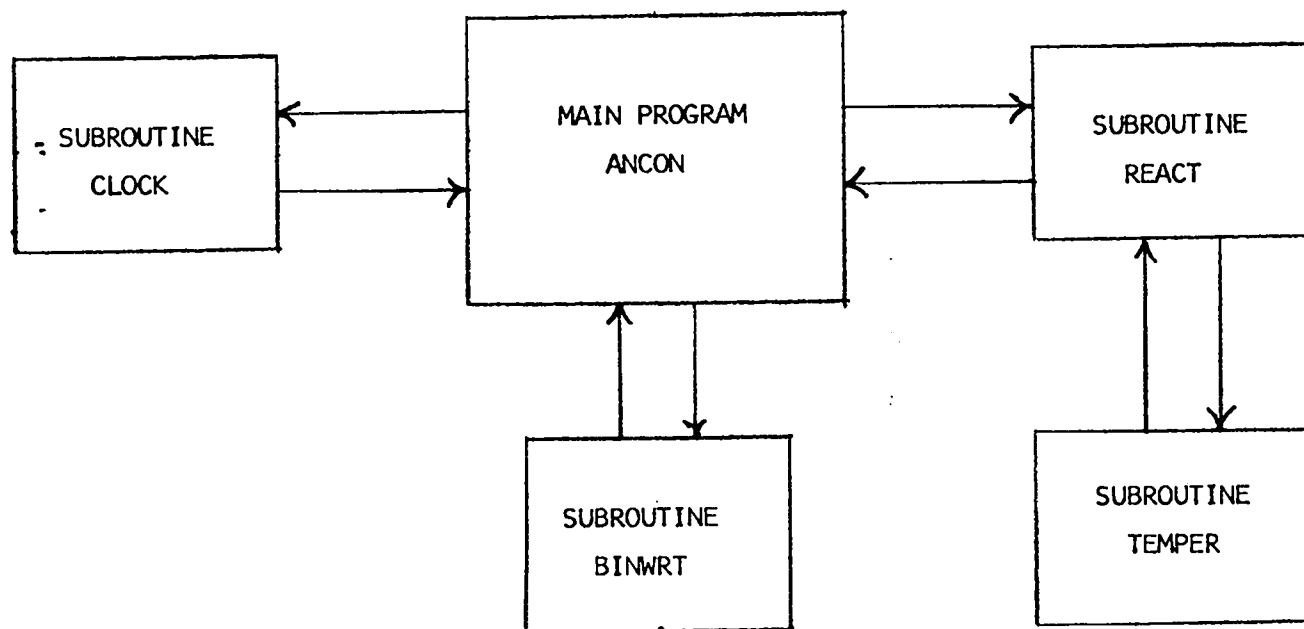 SUBROUTINE
CLOCK
MAIN PROGRAM
ANCON
SUBROUTINE
REACT
SUBROUTINE
BINWRT
SUBROUTINE
TEMPER